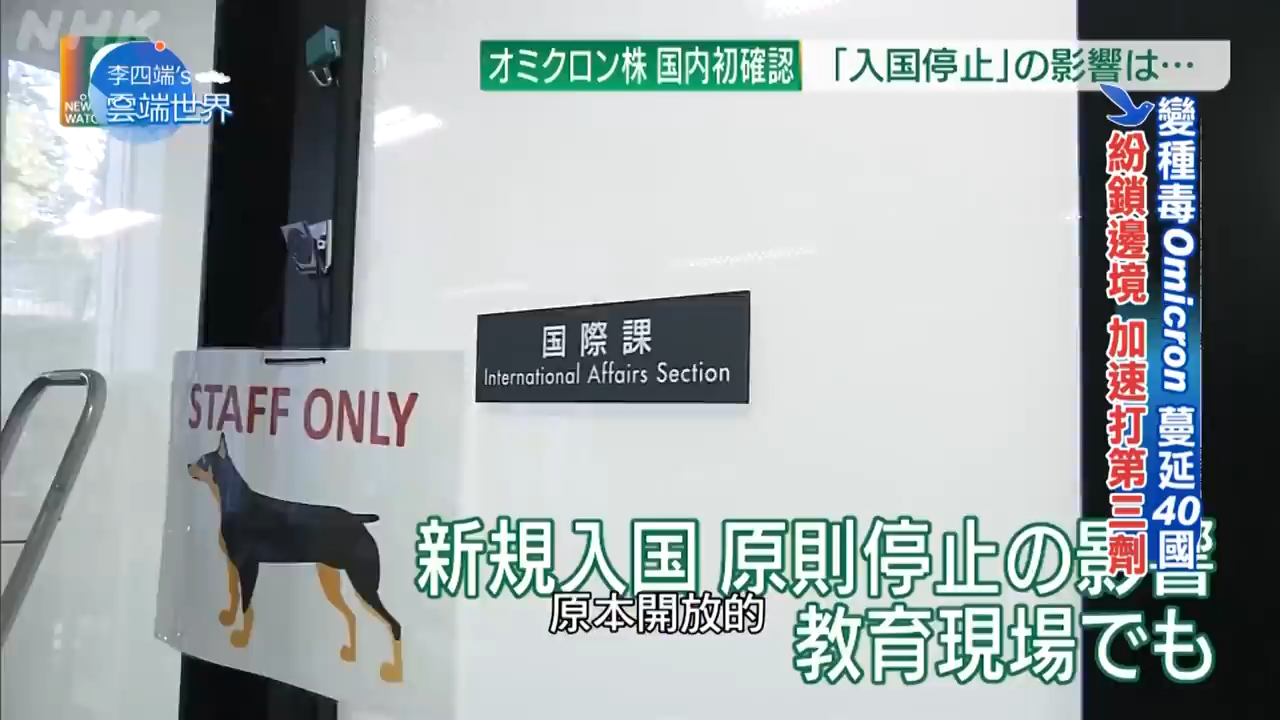 NHK
李四端's
雲端世界
NEWS
WATCH
オミクロン株 国内初確認
「入国停止」の影響は…
變種毒Omicron 蔓延40國
紛鎖邊境 加速打第三劑
国際課
International Affairs Section
STAFF ONLY
新規入国 原則停止の影響
原本開放的
教育現場でも